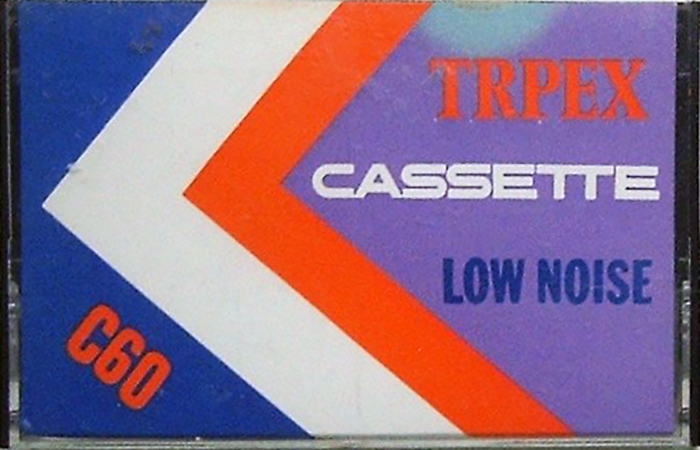 TRPEX
CASSETTE
LOW NOISE
C60